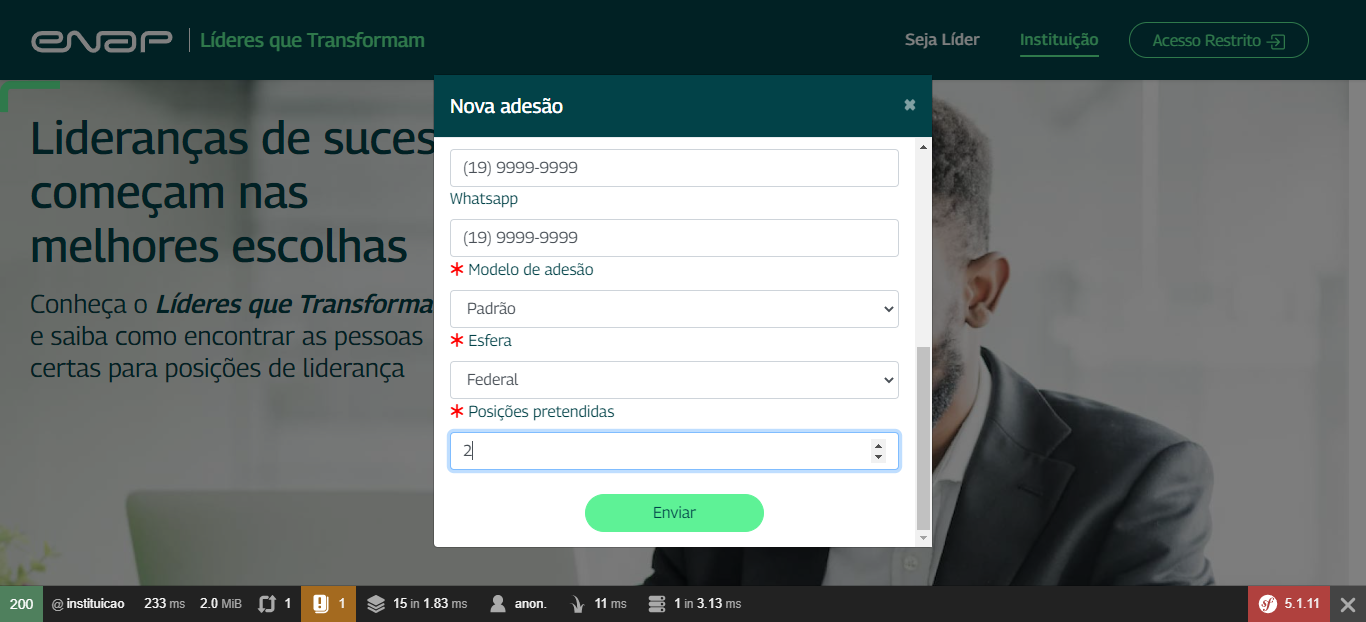 enap Líderes que Transformam
Seja Líder Instituição Acesso Restrito
Nova adesão
Lideranças de suces
começam nas
melhores escolhas
Conheça o Líderes que Transforma
e saiba como encontrar as pessoas
certas para posições de liderança
(19) 9999-9999
Whatsapp
(19) 9999-9999
* Modelo de adesão
Padrão
* Esfera
Federal
* Posições pretendidas
2
Enviar
200 @ instituicao 233 ms 2.0 MiB 1 1 15 in 1.83 ms anon. 11 ms 1 in 3.13 ms sf 5.1.11